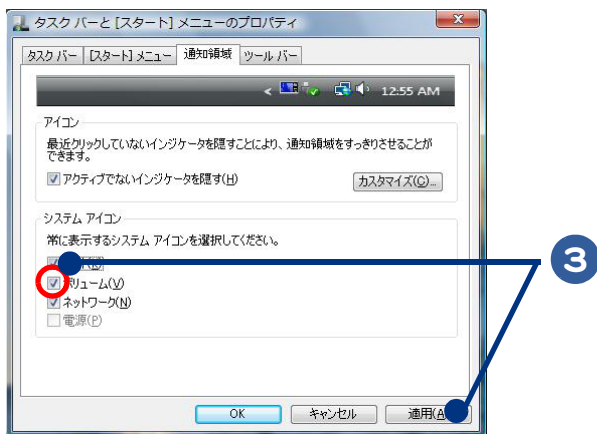 タスク バーと [スタート] メニューのプロパティ
タスク バー [スタート] メニュー 通知領域 ツール バー
< 12:55 AM
アイコン
最近クリックしていないインジケータを隠すことにより、通知領域をすっきりさせることが
できます。
アクティブでないインジケータを隠す(H) カスタマイズ(C)...
システム アイコン
常に表示するシステム アイコンを選択してください。
3
ボリューム(V)
ネットワーク(N)
電源(P)
OK キャンセル 適用(A